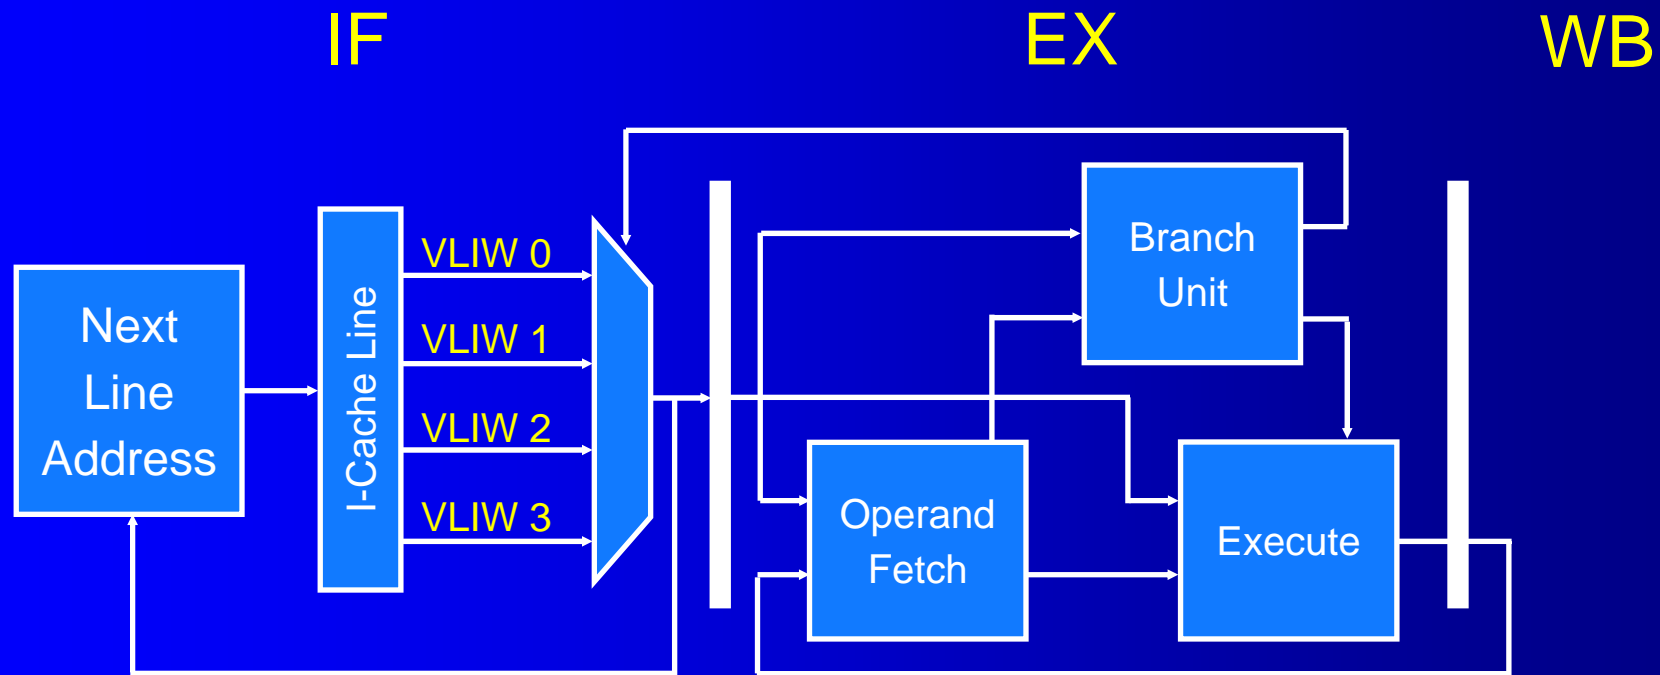 IF
EX
WB
Next
Line
Address
I-Cache Line
VLIW 0
VLIW 1
VLIW 2
VLIW 3
Branch
Unit
Operand
Fetch
Execute